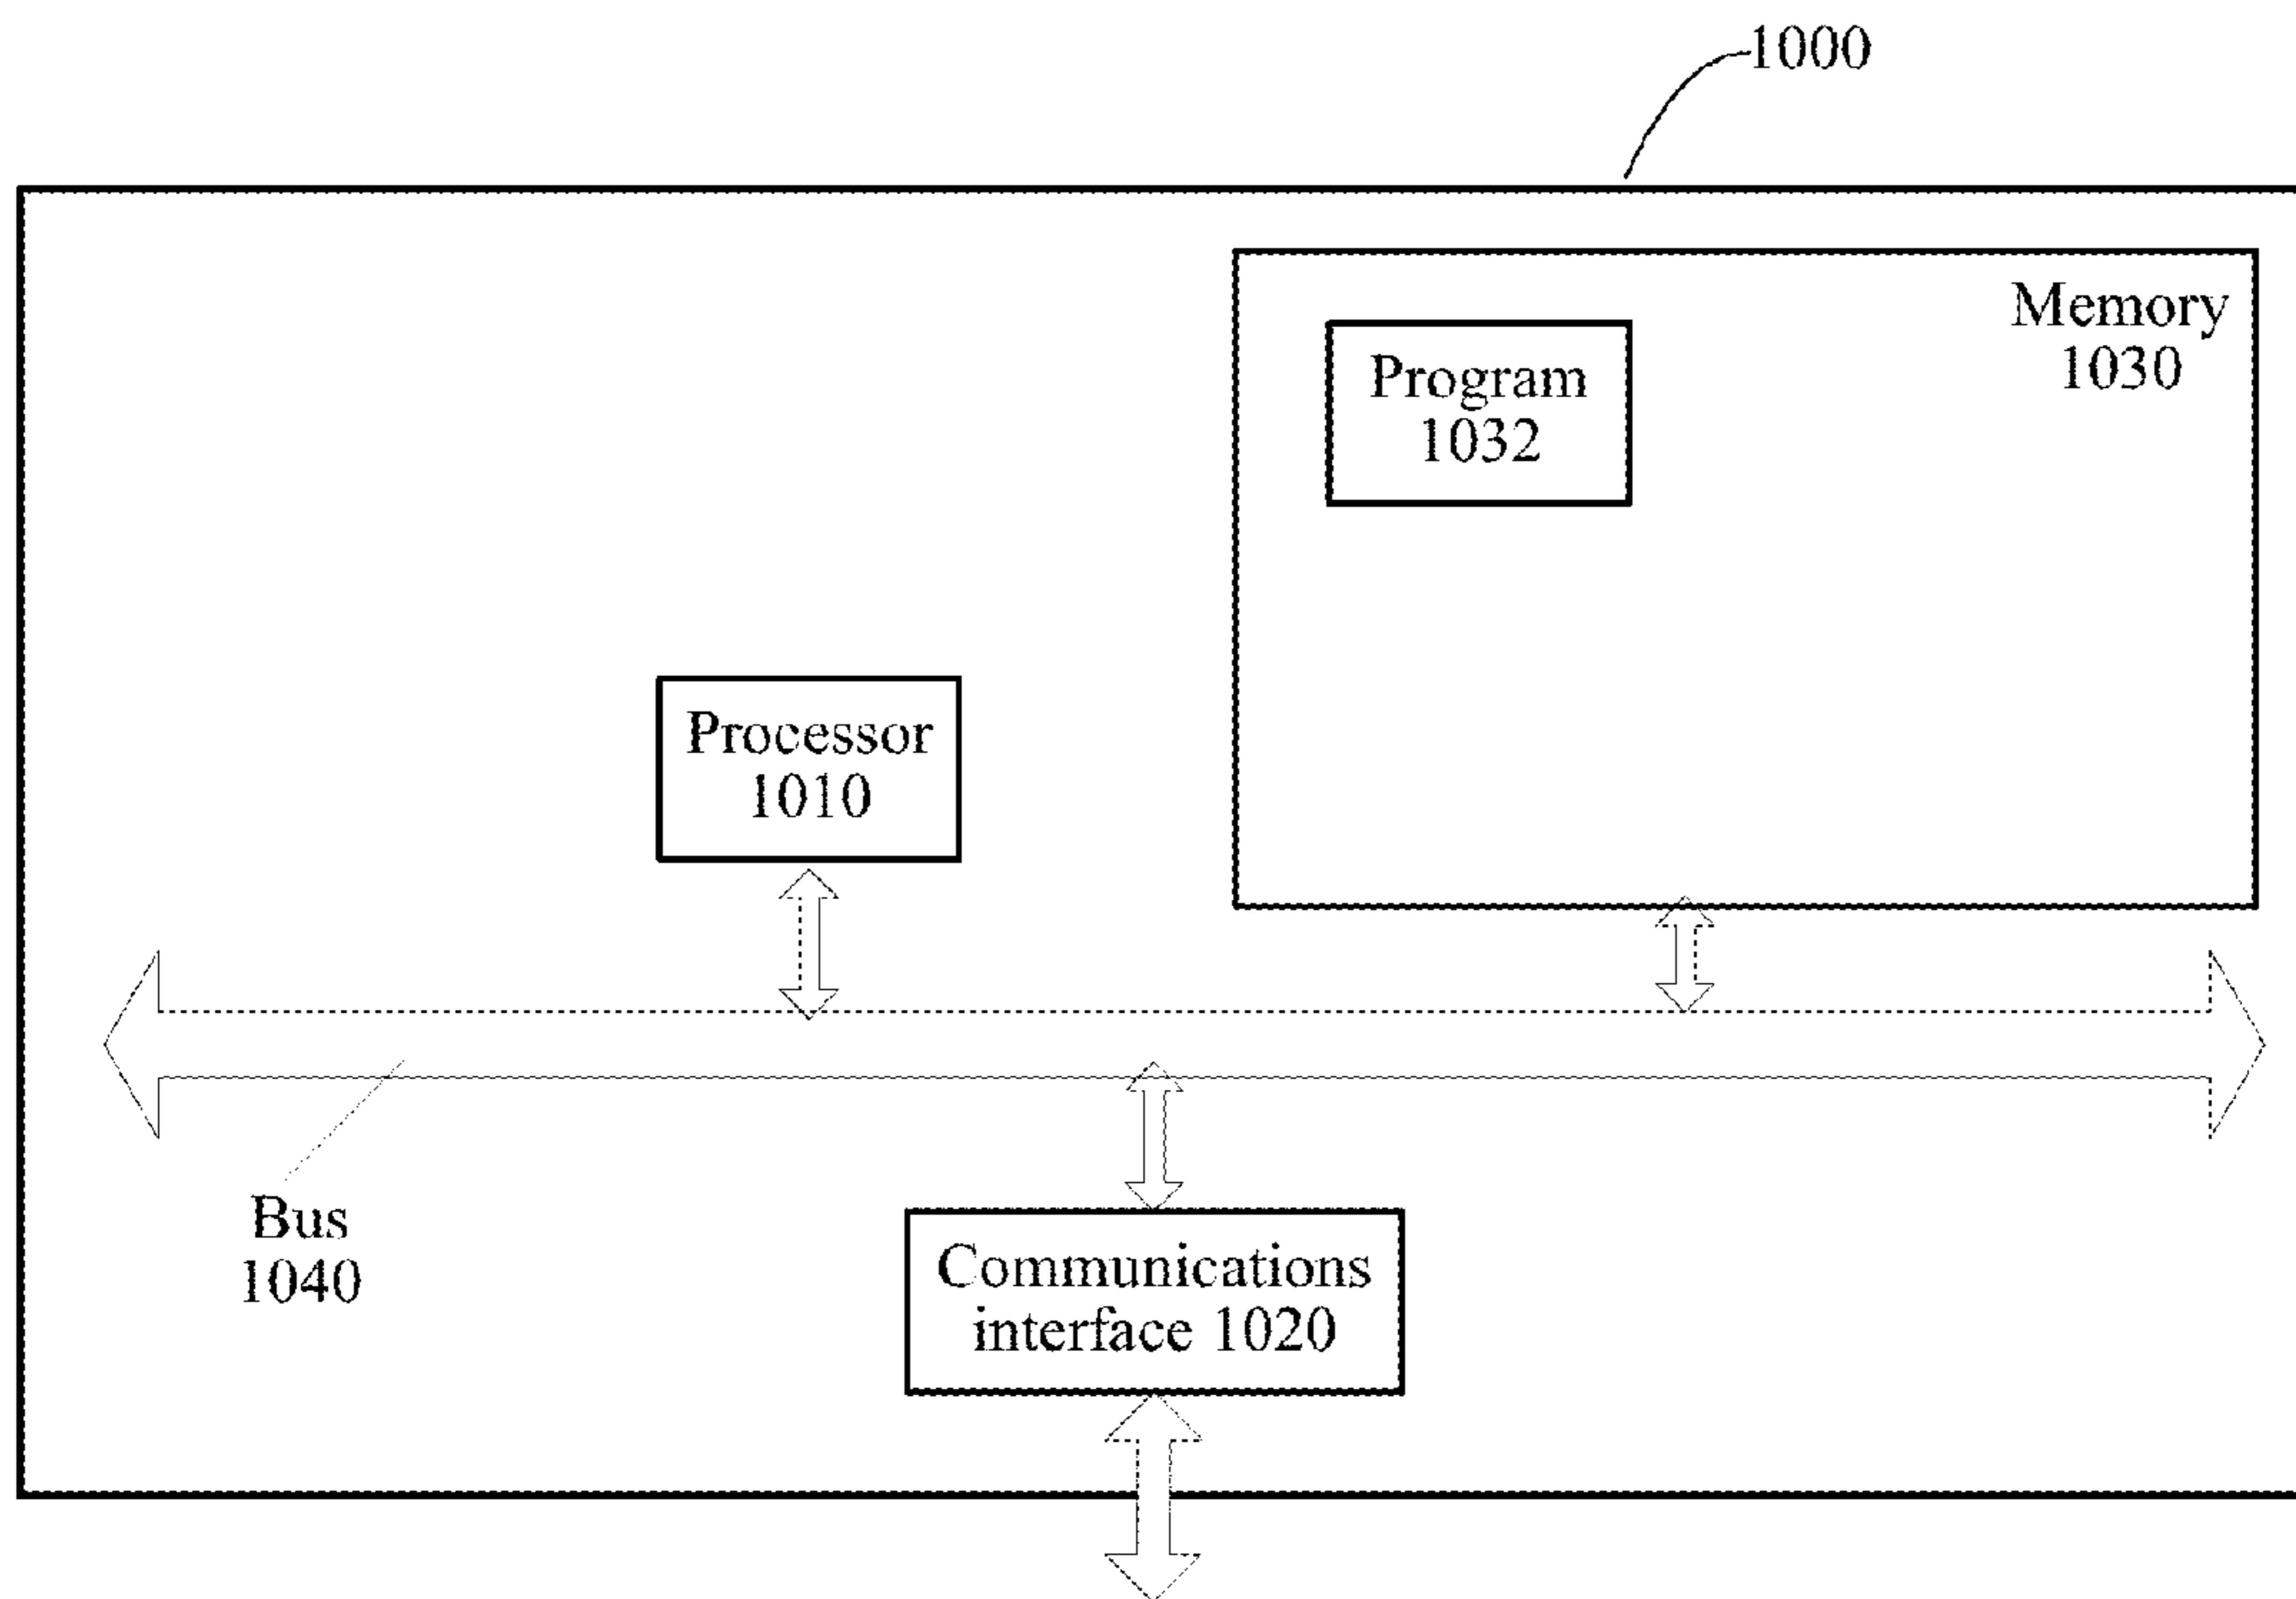 1000
Memory
1030
Program
1032
Processor
1010
Bus
1040
Communications
interface 1020